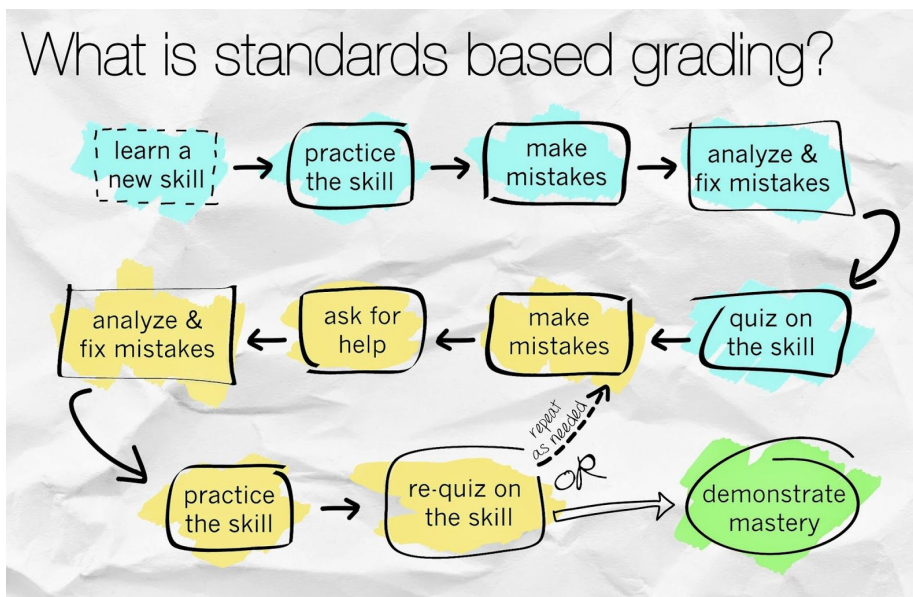 What is standards based grading?
learn a
new skill
practice
the skill
make
mistakes
analyze &
fix mistakes
quiz on
the skill
make
mistakes
ask for
help
analyze &
fix mistakes
practice
the skill
re-quiz on
the skill
repeat
as needed
OR
demonstrate
mastery